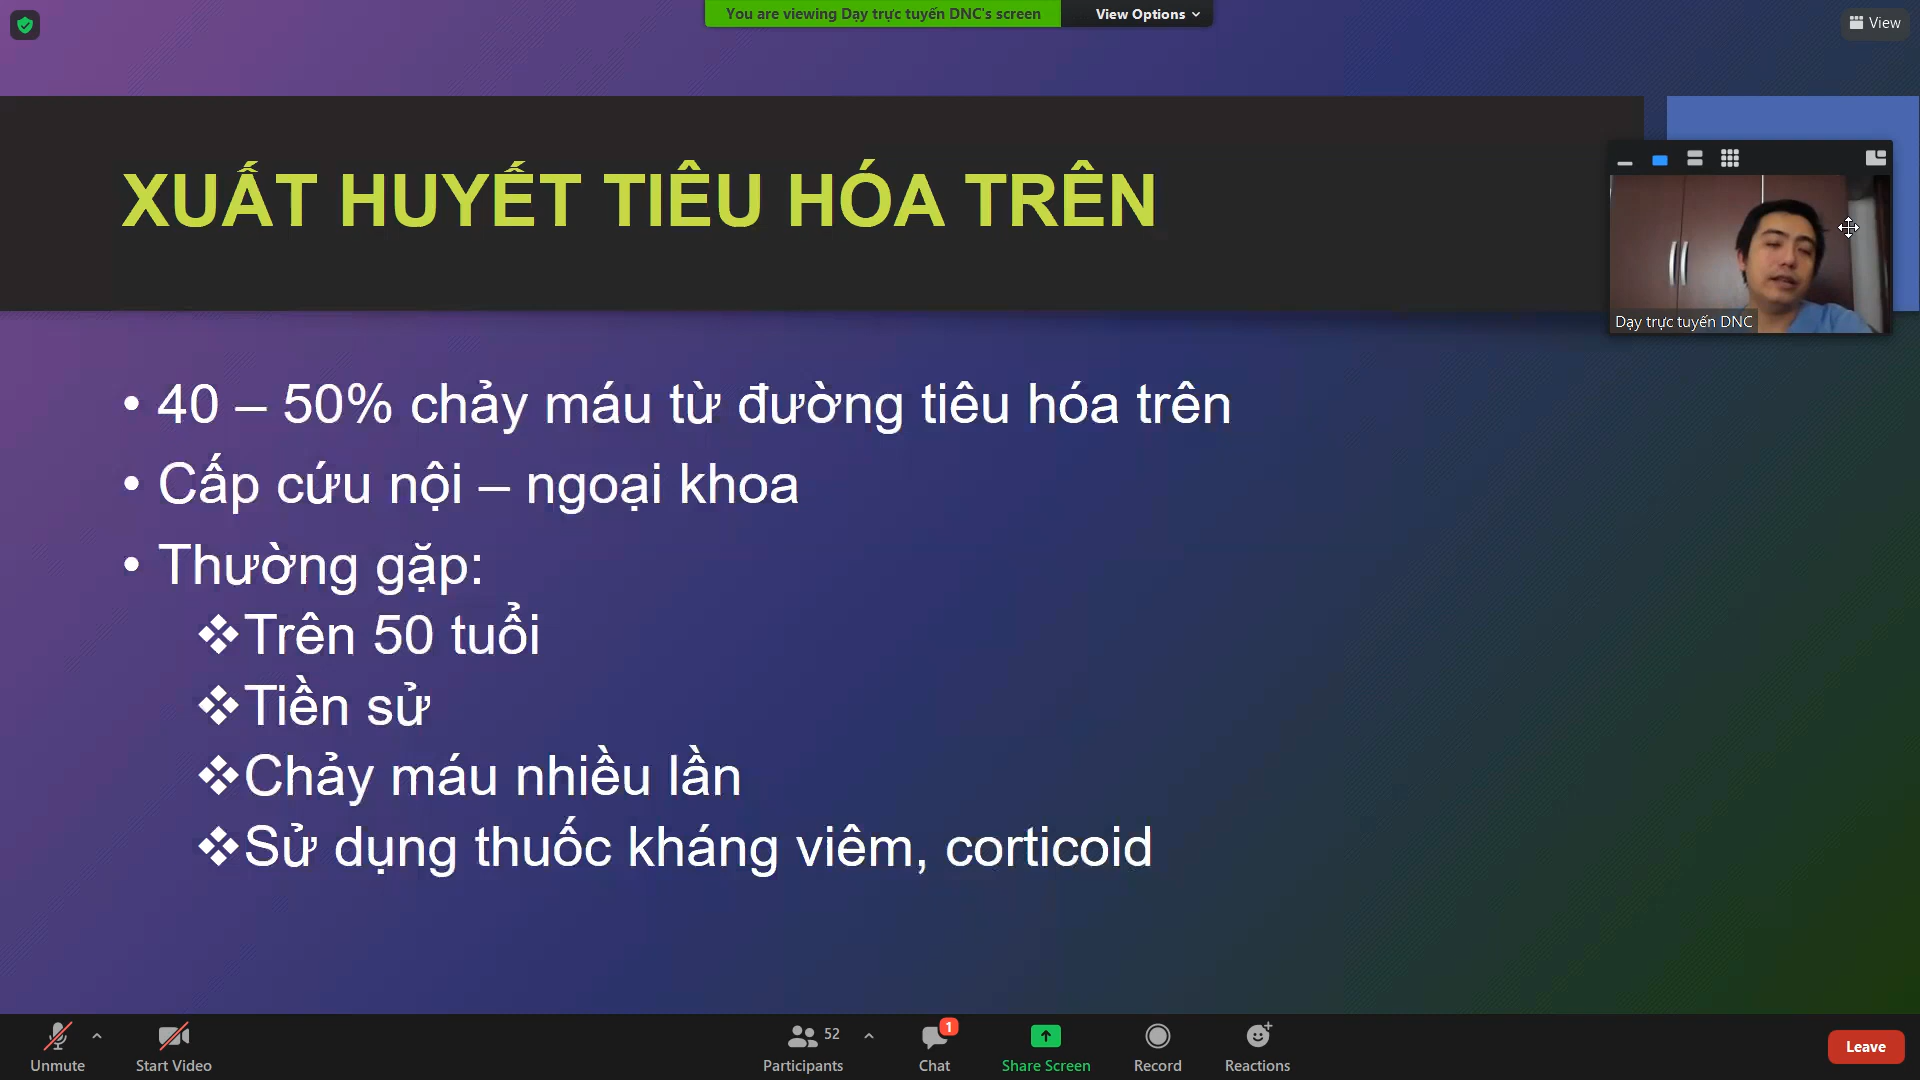 You are viewing Dạy trực tuyến DNC's screen
View Options
View
XUẤT HUYẾT TIÊU HÓA TRÊN
Dạy trực tuyến DNC
• 40 – 50% chảy máu từ đường tiêu hóa trên
• Cấp cứu nội – ngoại khoa
• Thường gặp:
❖Trên 50 tuổi
❖Tiền sử
❖Chảy máu nhiều lần
❖Sử dụng thuốc kháng viêm, corticoid
Unmute
Start Video
52
Participants
1
Chat
Share Screen
Record
Reactions
Leave